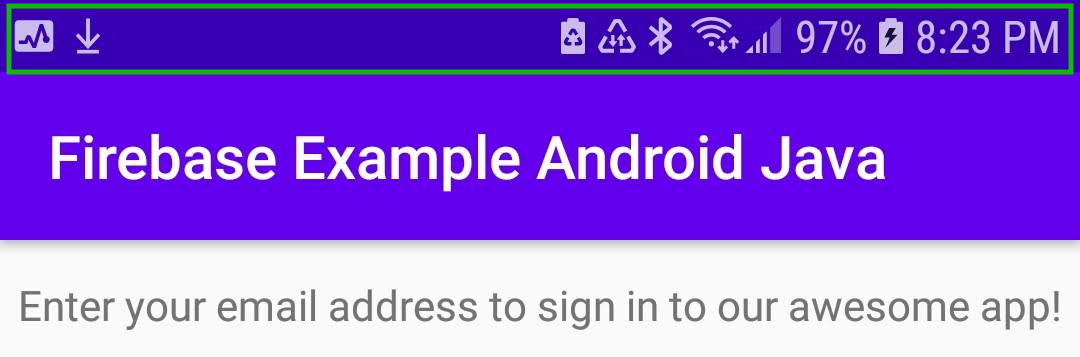 97% 8:23 PM
Firebase Example Android Java
Enter your email address to sign in to our awesome app!